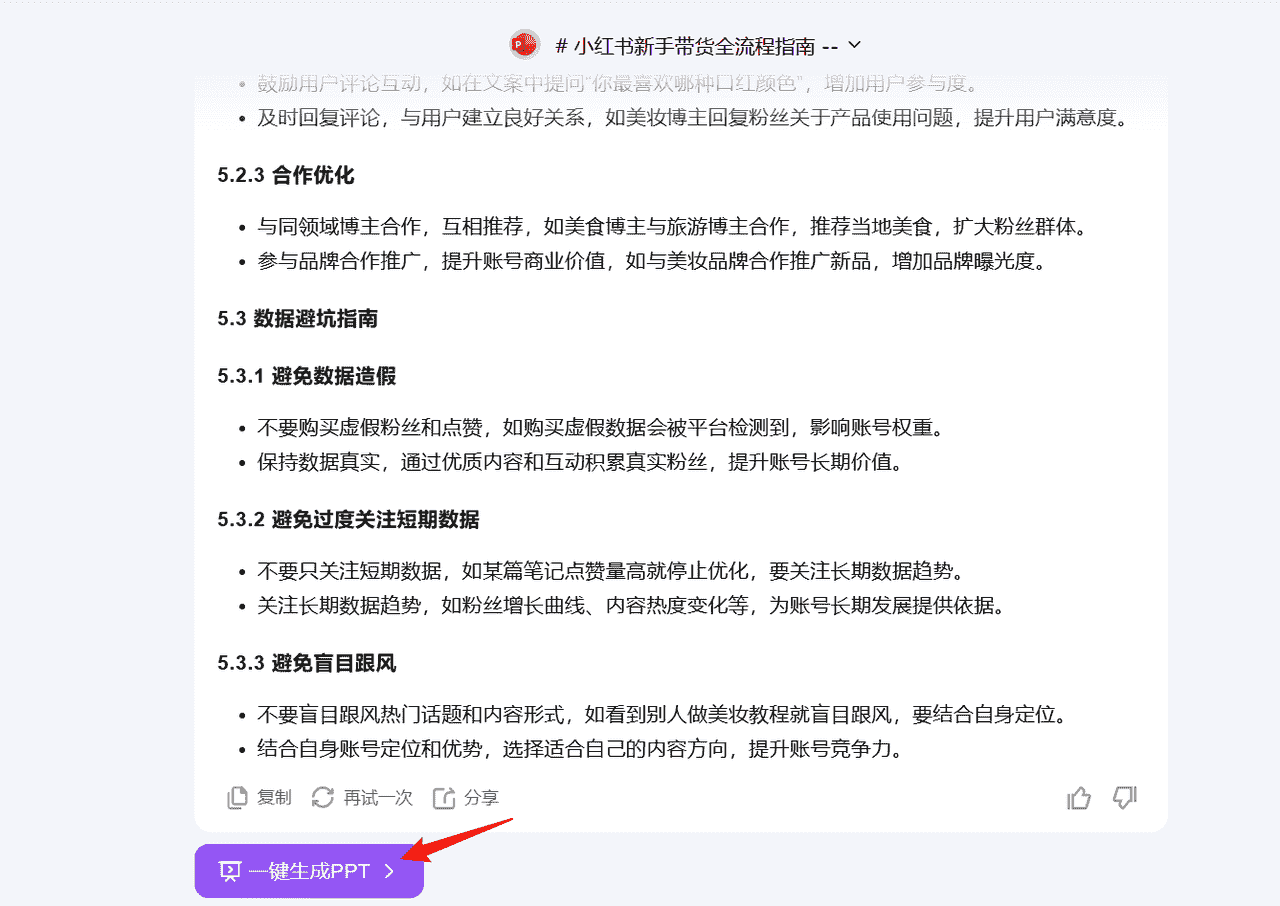 # 小红书新手带货全流程指南 --
• 鼓励用户评论互动，如在文案中提问“你最喜欢哪种口红颜色”，增加用户参与度。
• 及时回复评论，与用户建立良好关系，如美妆博主回复粉丝关于产品使用问题，提升用户满意度。
5.2.3 合作优化
• 与同领域博主合作，互相推荐，如美食博主与旅游博主合作，推荐当地美食，扩大粉丝群体。
• 参与品牌合作推广，提升账号商业价值，如与美妆品牌合作推广新品，增加品牌曝光度。
5.3 数据避坑指南
5.3.1 避免数据造假
• 不要购买虚假粉丝和点赞，如购买虚假数据会被平台检测到，影响账号权重。
• 保持数据真实，通过优质内容和互动积累真实粉丝，提升账号长期价值。
5.3.2 避免过度关注短期数据
• 不要只关注短期数据，如某篇笔记点赞量高就停止优化，要关注长期数据趋势。
• 关注长期数据趋势，如粉丝增长曲线、内容热度变化等，为账号长期发展提供依据。
5.3.3 避免盲目跟风
• 不要盲目跟风热门话题和内容形式，如看到别人做美妆教程就盲目跟风，要结合自身定位。
• 结合自身账号定位和优势，选择适合自己的内容方向，提升账号竞争力。
复制 再试一次 分享
一键生成PPT